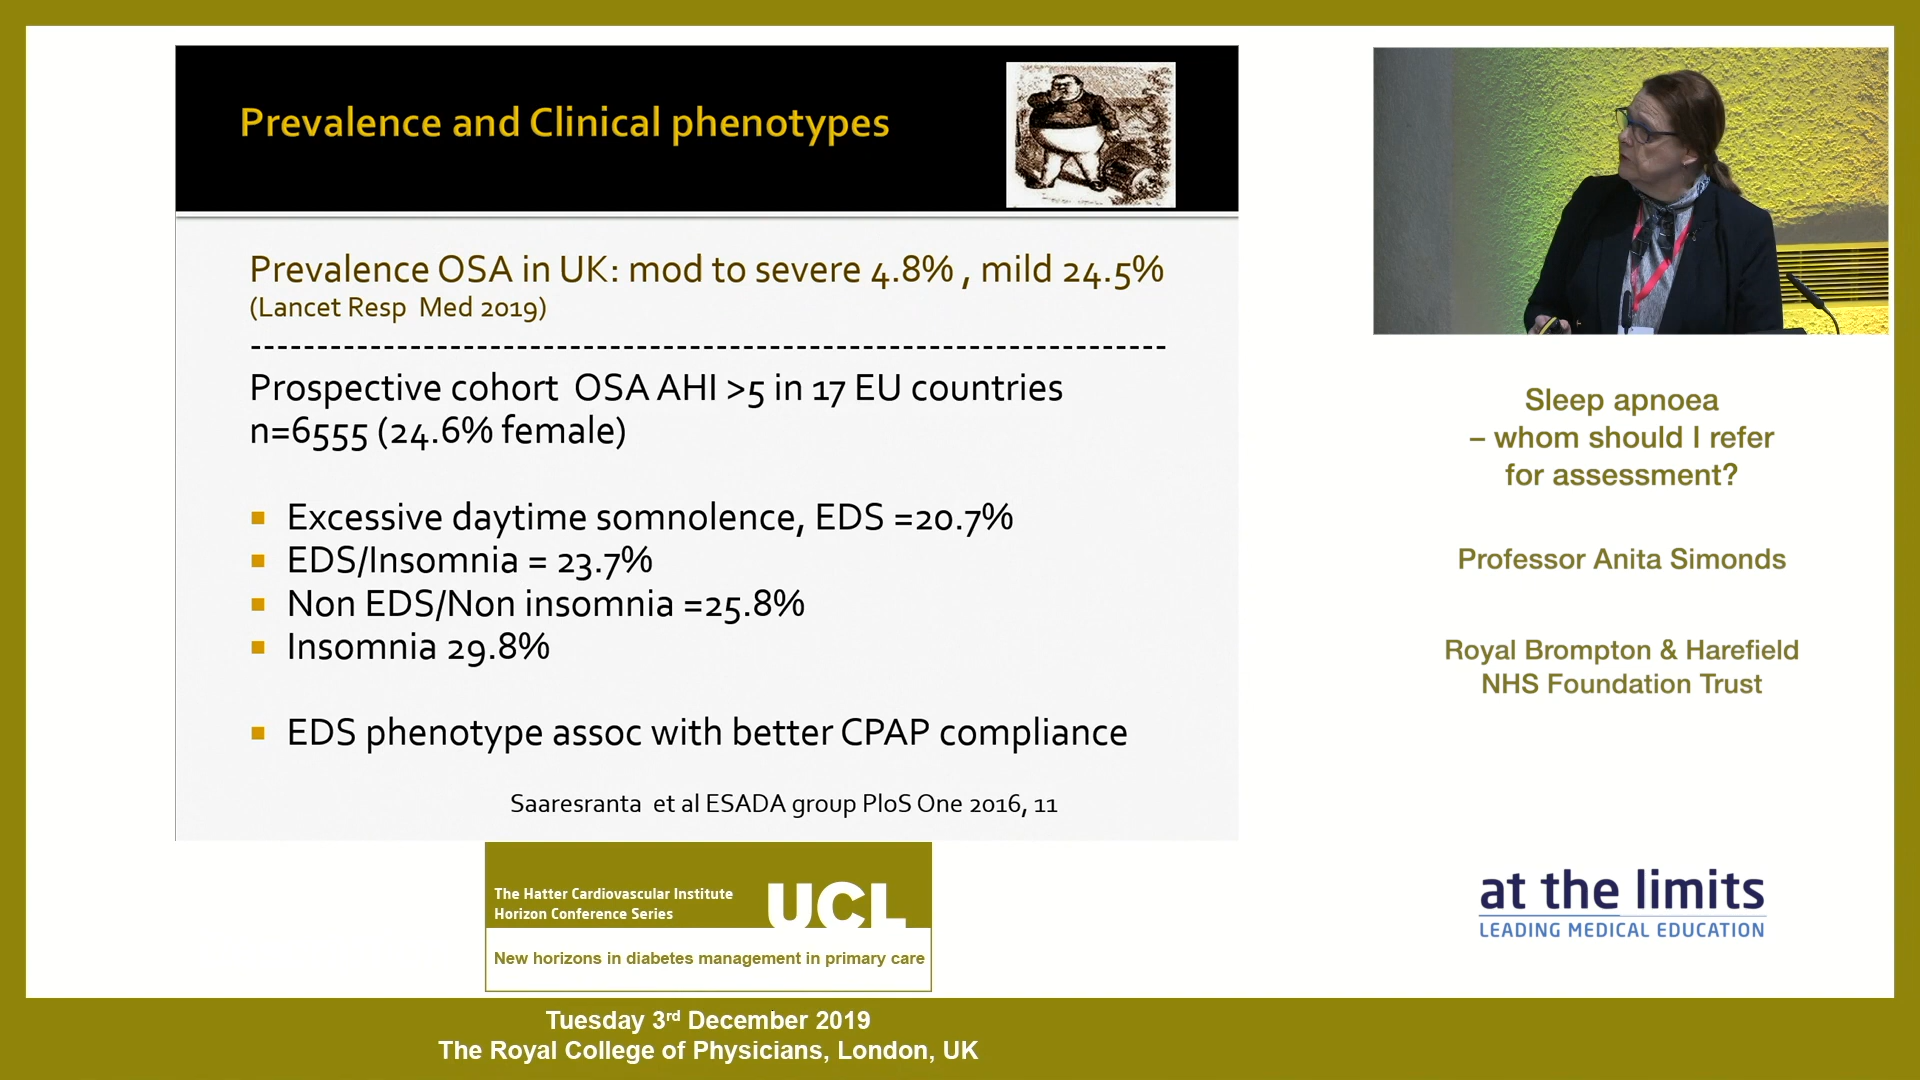 Prevalence and Clinical phenotypes
Prevalence OSA in UK: mod to severe 4.8% , mild 24.5%
(Lancet Resp Med 2019)
---------------------------------------------------------------------
Prospective cohort OSA AHI >5 in 17 EU countries
n=6555 (24.6% female)
▪ Excessive daytime somnolence, EDS =20.7%
▪ EDS/Insomnia = 23.7%
▪ Non EDS/Non insomnia =25.8%
▪ Insomnia 29.8%
▪ EDS phenotype assoc with better CPAP compliance
Saaresranta et al ESADA group PloS One 2016, 11
Sleep apnoea
– whom should I refer
for assessment?
Professor Anita Simonds
Royal Brompton & Harefield
NHS Foundation Trust
at the limits
LEADING MEDICAL EDUCATION
The Hatter Cardiovascular Institute
Horizon Conference Series
UCL
New horizons in diabetes management in primary care
Tuesday 3rd December 2019
The Royal College of Physicians, London, UK